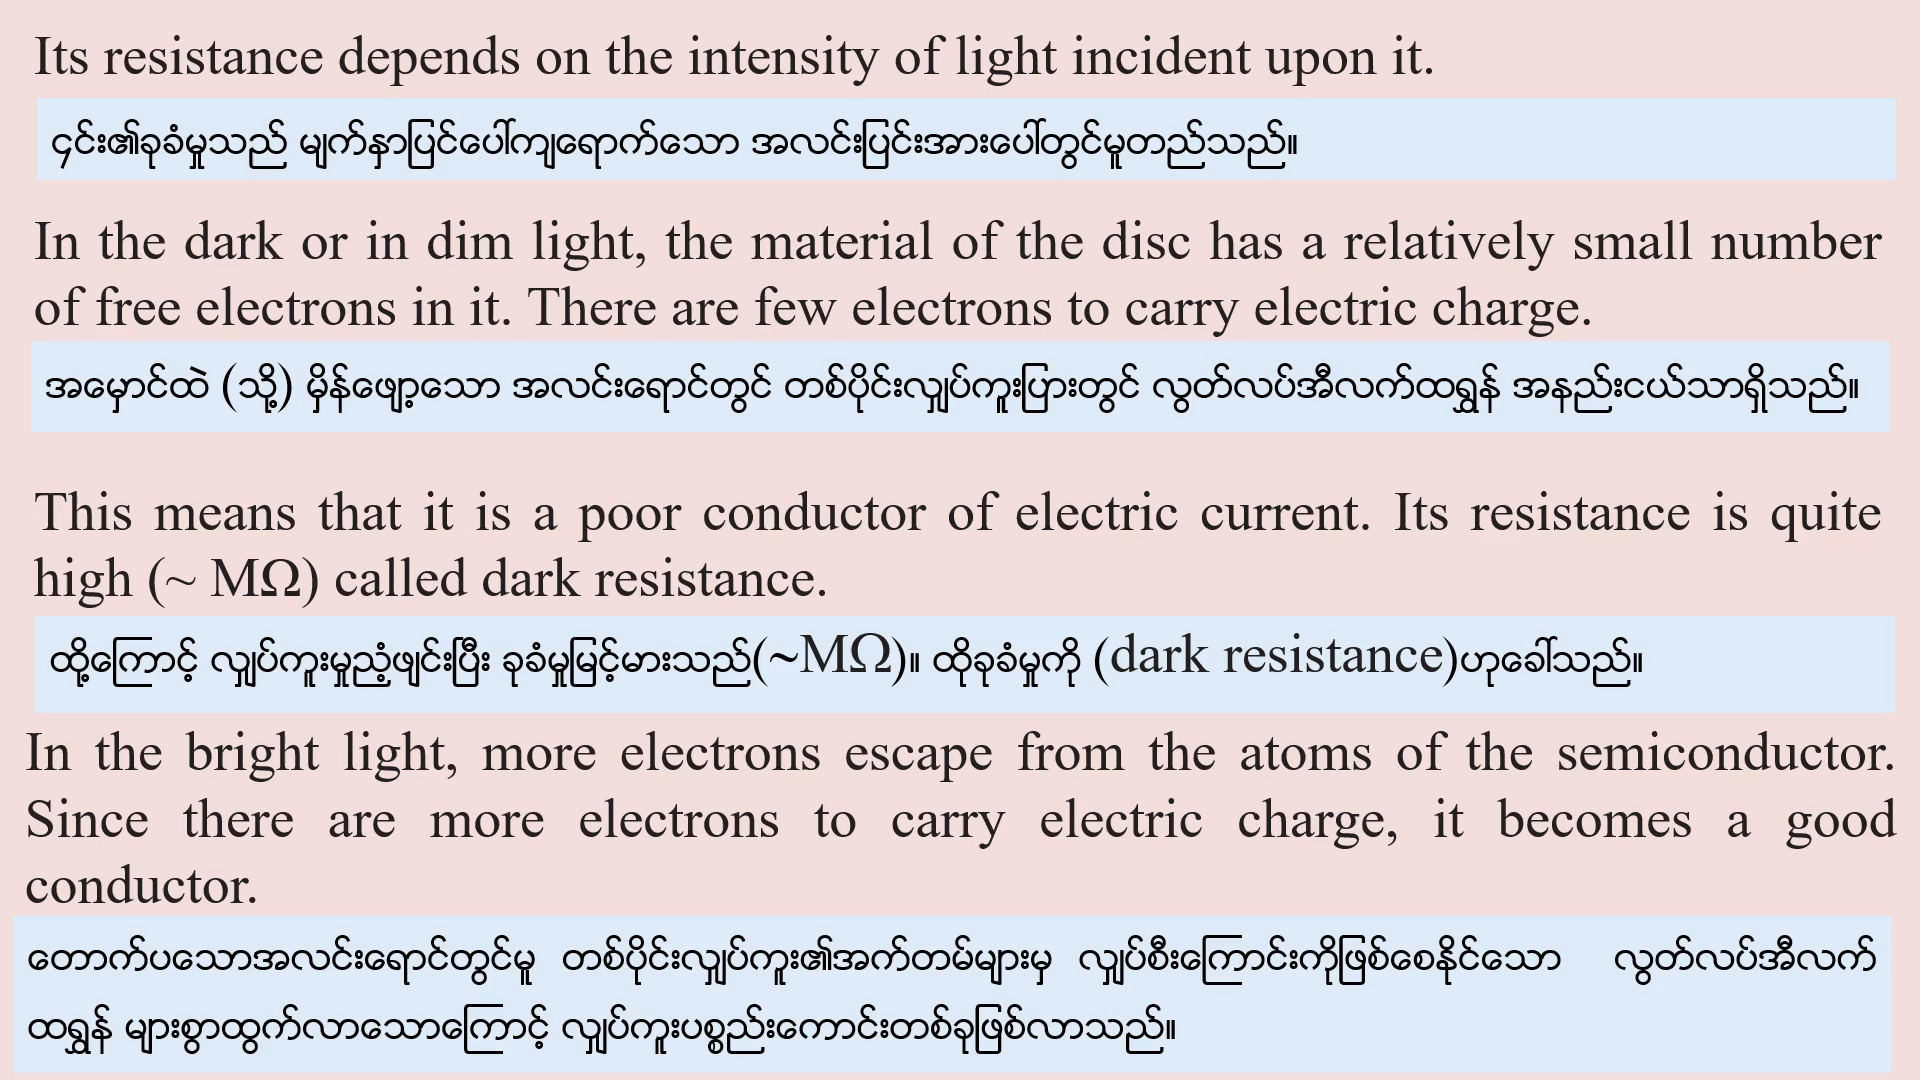 Its resistance depends on the intensity of light incident upon it.
၄င်း၏ခုခံမှုသည် မျက်နှာပြင်ပေါ်ကျရောက်သော အလင်းပြင်းအားပေါ်တွင်မူတည်သည်။
In the dark or in dim light, the material of the disc has a relatively small number
of free electrons in it. There are few electrons to carry electric charge.
အမှောင်ထဲ (သို့) မှိန်ဖျော့သော အလင်းရောင်တွင် တစ်ပိုင်းလျှပ်ကူးပြားတွင် လွတ်လပ်အီလက်ထရွှန် အနည်းငယ်သာရှိသည်။
This means that it is a poor conductor of electric current. Its resistance is quite
high (~ MΩ) called dark resistance.
ထို့ကြောင့် လျှပ်ကူးမှုညံ့ဖျင်းပြီး ခုခံမှုမြင့်မားသည်(~MΩ)။ ထိုခုခံမှုကို (dark resistance)ဟုခေါ်သည်။
In the bright light, more electrons escape from the atoms of the semiconductor.
Since there are more electrons to carry electric charge, it becomes a good
conductor.
တောက်ပသောအလင်းရောင်တွင်မူ တစ်ပိုင်းလျှပ်ကူး၏အက်တမ်များမှ လျှပ်စီးကြောင်းကိုဖြစ်စေနိုင်သော လွတ်လပ်အီလက်
ထရွှန် များစွာထွက်လာသောကြောင့် လျှပ်ကူးပစ္စည်းကောင်းတစ်ခုဖြစ်လာသည်။